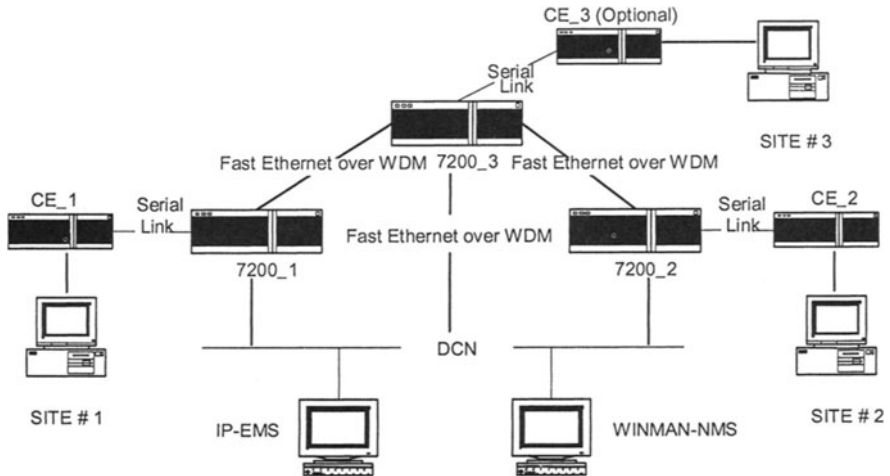 CE_3 (Optional)
Serial
Link
SITE # 3
7200_3
Fast Ethernet over WDM
Fast Ethernet over WDM
CE_1
Serial
Link
7200_1
Fast Ethernet over WDM
7200_2
Serial
Link
CE_2
DCN
SITE # 1
IP-EMS
WINMAN-NMS
SITE # 2